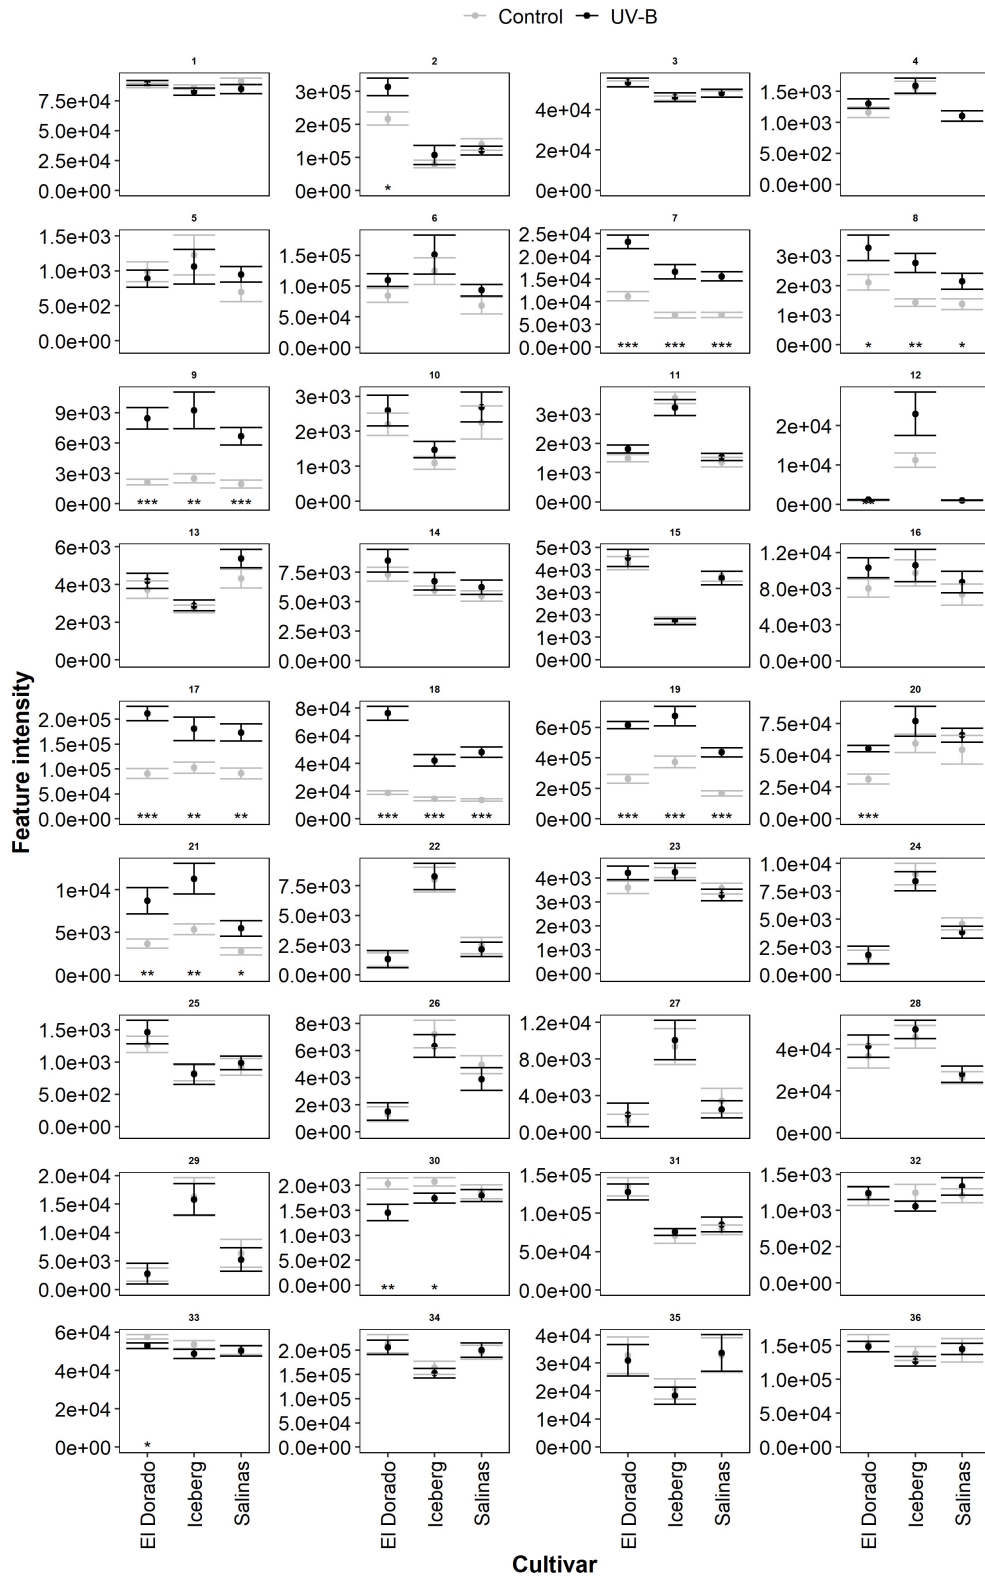 Control UV-B
Feature intensity
1
7.5e+04
5.0e+04
2.5e+04
0.0e+00
2
3e+05
2e+05
1e+05
0e+00
*
3
4e+04
2e+04
0e+00
4
1.5e+03
1.0e+03
5.0e+02
0.0e+00
5
1.5e+03
1.0e+03
5.0e+02
0.0e+00
6
1.5e+05
1.0e+05
5.0e+04
0.0e+00
7
2.5e+04
2.0e+04
1.5e+04
1.0e+04
5.0e+03
0.0e+00
*** *** ***
8
3e+03
2e+03
1e+03
0e+00
* ** *
9
9e+03
6e+03
3e+03
0e+00
*** ** ***
10
3e+03
2e+03
1e+03
0e+00
11
3e+03
2e+03
1e+03
0e+00
12
2e+04
1e+04
0e+00
**
13
6e+03
4e+03
2e+03
0e+00
14
7.5e+03
5.0e+03
2.5e+03
0.0e+00
15
5e+03
4e+03
3e+03
2e+03
1e+03
0e+00
16
1.2e+04
8.0e+03
4.0e+03
0.0e+00
17
2.0e+05
1.5e+05
1.0e+05
5.0e+04
0.0e+00
*** ** **
18
8e+04
6e+04
4e+04
2e+04
0e+00
*** *** ***
19
6e+05
4e+05
2e+05
0e+00
*** *** ***
20
7.5e+04
5.0e+04
2.5e+04
0.0e+00
***
21
1e+04
5e+03
0e+00
** ** *
22
7.5e+03
5.0e+03
2.5e+03
0.0e+00
23
4e+03
3e+03
2e+03
1e+03
0e+00
24
1.0e+04
7.5e+03
5.0e+03
2.5e+03
0.0e+00
25
1.5e+03
1.0e+03
5.0e+02
0.0e+00
26
8e+03
6e+03
4e+03
2e+03
0e+00
27
1.2e+04
8.0e+03
4.0e+03
0.0e+00
28
4e+04
2e+04
0e+00
29
2.0e+04
1.5e+04
1.0e+04
5.0e+03
0.0e+00
30
2.0e+03
1.5e+03
1.0e+03
5.0e+02
0.0e+00
** *
31
1.5e+05
1.0e+05
5.0e+04
0.0e+00
32
1.5e+03
1.0e+03
5.0e+02
0.0e+00
33
6e+04
4e+04
2e+04
0e+00
*
34
2.0e+05
1.5e+05
1.0e+05
5.0e+04
0.0e+00
35
4e+04
3e+04
2e+04
1e+04
0e+00
36
1.5e+05
1.0e+05
5.0e+04
0.0e+00
El Dorado
Iceberg
Salinas
El Dorado
Iceberg
Salinas
El Dorado
Iceberg
Salinas
El Dorado
Iceberg
Salinas
Cultivar